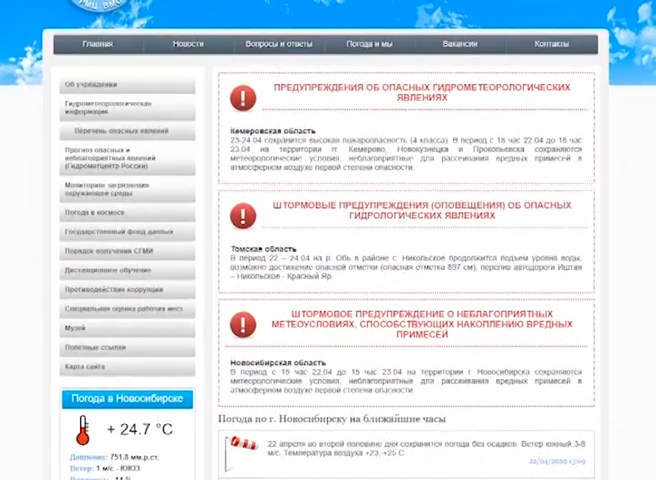 Главная
Новости
Вопросы и ответы
Погода и мы
Вакансии
Контакты
Об учреждении
Гидрометеорологическая
информация
Перечень опасных явлений
Прогноз опасных и
неблагоприятных явлений
(Гидрометцентр России)
Мониторинг загрязнения
окружающей среды
Погода в космосе
Государственный фонд данных
Порядок получения СГМИ
Дистанционное обучение
Противодействие коррупции
Специальная оценка рабочих мест
Музей
Полезные ссылки
Карта сайта
Погода в Новосибирске
+ 24.7 °C
Давление: 751,8 мм.р.ст.
Ветер: 1 м/с - ЮЮЗ
ПРЕДУПРЕЖДЕНИЯ ОБ ОПАСНЫХ ГИДРОМЕТЕОРОЛОГИЧЕСКИХ
ЯВЛЕНИЯХ
Кемеровская область
23-24.04 сохранится высокая пожароопасность (4 класса). В период с 18 час 22.04 до 18 час
23.04 на территории гг. Кемерово, Новокузнецка и Прокопьевска сохраняются
метеорологические условия, неблагоприятные для рассеивания вредных примесей в
атмосферном воздухе первой степени опасности.
ШТОРМОВЫЕ ПРЕДУПРЕЖДЕНИЯ (ОПОВЕЩЕНИЯ) ОБ ОПАСНЫХ
ГИДРОЛОГИЧЕСКИХ ЯВЛЕНИЯХ
Томская область
В период 22 – 24.04 на р. Обь в районе с. Никольское продолжится подъем уровня воды,
возможно достижение опасной отметки (опасная отметка 897 см), перелив автодороги Иштан
– Никольское - Красный Яр.
ШТОРМОВОЕ ПРЕДУПРЕЖДЕНИЕ О НЕБЛАГОПРИЯТНЫХ
МЕТЕОУСЛОВИЯХ, СПОСОБСТВУЮЩИХ НАКОПЛЕНИЮ ВРЕДНЫХ
ПРИМЕСЕЙ
Новосибирская область
В период с 15 час 22.04 до 15 час 23.04 на территории г. Новосибирска сохраняются
метеорологические условия, неблагоприятные для рассеивания вредных примесей в
атмосферном воздухе первой степени опасности
Погода по г. Новосибирску на ближайшие часы
22 апреля во второй половине дня сохранится погода без осадков. Ветер южный 3-8
м/с. Температура воздуха +23, +25 С.
22/04/2020 13:02